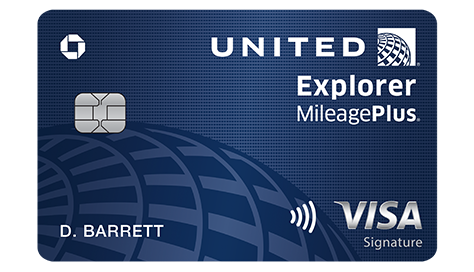 UNITED
Explorer
MileagePlus®
VISA
Signature
D. BARRETT